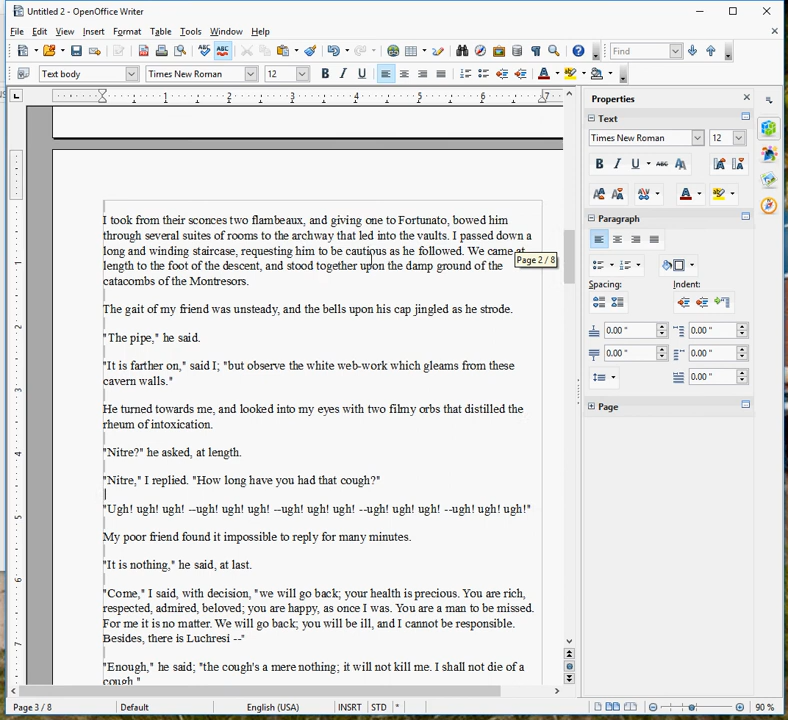 Untitled 2 - OpenOffice Writer
File Edit View Insert Format Table Tools Window Help
Find
Text body Times New Roman 12
1 2 3 4 5 6 7
Properties
Text
Times New Roman 12
Paragraph
Spacing: Indent:
0.00 " 0.00 "
0.00 " 0.00 "
0.00 "
Page
Page 2 / 8
I took from their sconces two flambeaux, and giving one to Fortunato, bowed him
through several suites of rooms to the archway that led into the vaults. I passed down a
long and winding staircase, requesting him to be cautious as he followed. We came at
length to the foot of the descent, and stood together upon the damp ground of the
catacombs of the Montresors.
The gait of my friend was unsteady, and the bells upon his cap jingled as he strode.
"The pipe," he said.
"It is farther on," said I; "but observe the white web-work which gleams from these
cavern walls."
He turned towards me, and looked into my eyes with two filmy orbs that distilled the
rheum of intoxication.
"Nitre?" he asked, at length.
"Nitre," I replied. "How long have you had that cough?"
"Ugh! ugh! ugh! --ugh! ugh! ugh! --ugh! ugh! ugh! --ugh! ugh! ugh! --ugh! ugh! ugh!"
My poor friend found it impossible to reply for many minutes.
"It is nothing," he said, at last.
"Come," I said, with decision, "we will go back; your health is precious. You are rich,
respected, admired, beloved; you are happy, as once I was. You are a man to be missed.
For me it is no matter. We will go back; you will be ill, and I cannot be responsible.
Besides, there is Luchresi --"
"Enough," he said; "the cough's a mere nothing; it will not kill me. I shall not die of a
cough."
Page 3 / 8 Default English (USA) INSRT STD * 90 %